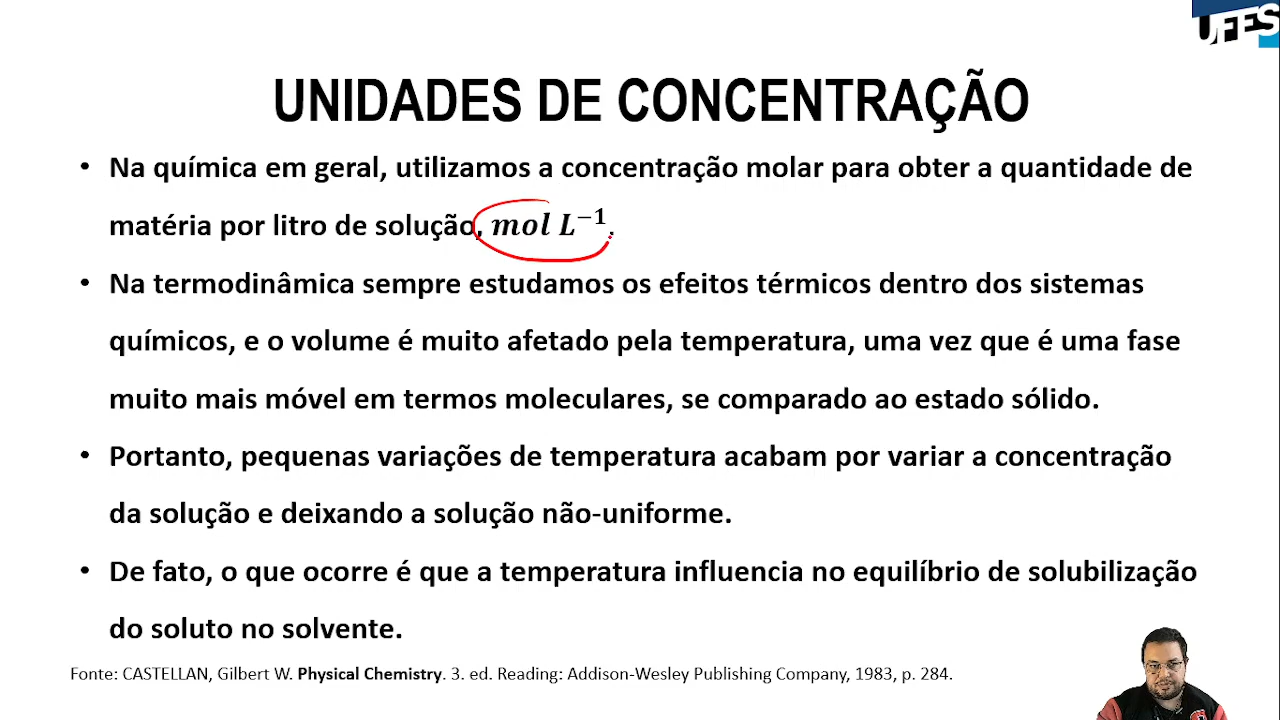 UFES
UNIDADES DE CONCENTRAÇÃO
• Na química em geral, utilizamos a concentração molar para obter a quantidade de
matéria por litro de solução, mol L⁻¹.
• Na termodinâmica sempre estudamos os efeitos térmicos dentro dos sistemas
químicos, e o volume é muito afetado pela temperatura, uma vez que é uma fase
muito mais móvel em termos moleculares, se comparado ao estado sólido.
• Portanto, pequenas variações de temperatura acabam por variar a concentração
da solução e deixando a solução não-uniforme.
• De fato, o que ocorre é que a temperatura influencia no equilíbrio de solubilização
do soluto no solvente.
Fonte: CASTELLAN, Gilbert W. Physical Chemistry. 3. ed. Reading: Addison-Wesley Publishing Company, 1983, p. 284.